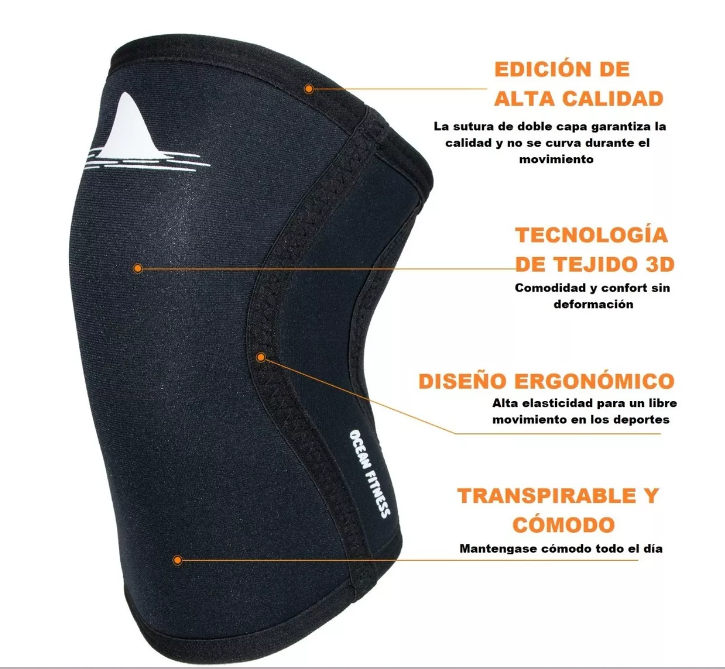 EDICIÓN DE
ALTA CALIDAD
La sutura de doble capa garantiza la
calidad y no se curva durante el
movimiento
TECNOLOGÍA
DE TEJIDO 3D
Comodidad y confort sin
deformación
DISEÑO ERGONÓMICO
Alta elasticidad para un libre
movimiento en los deportes
OCEAN FITNESS
TRANSPIRABLE Y
CÓMODO
Mantengase cómodo todo el día